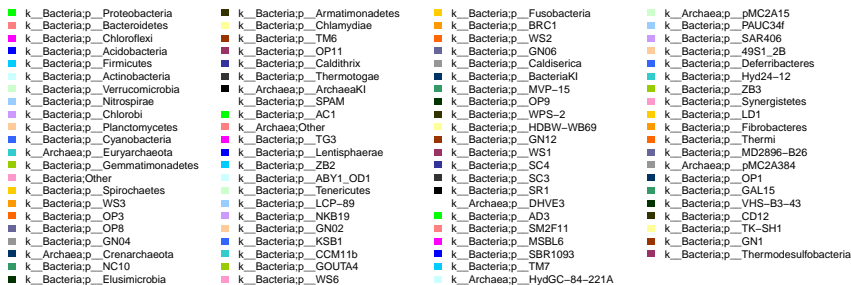 k__Bacteria;p__Proteobacteria
k__Bacteria;p__Bacteroidetes
k__Bacteria;p__Chloroflexi
k__Bacteria;p__Acidobacteria
k__Bacteria;p__Firmicutes
k__Bacteria;p__Actinobacteria
k__Bacteria;p__Verrucomicrobia
k__Bacteria;p__Nitrospirae
k__Bacteria;p__Chlorobi
k__Bacteria;p__Planctomycetes
k__Bacteria;p__Cyanobacteria
k__Archaea;p__Euryarchaeota
k__Bacteria;p__Gemmatimonadetes
k__Bacteria;Other
k__Bacteria;p__Spirochaetes
k__Bacteria;p__WS3
k__Bacteria;p__OP3
k__Bacteria;p__OP8
k__Bacteria;p__GN04
k__Archaea;p__Crenarchaeota
k__Bacteria;p__NC10
k__Bacteria;p__Elusimicrobia
k__Bacteria;p__Armatimonadetes
k__Bacteria;p__Chlamydiae
k__Bacteria;p__TM6
k__Bacteria;p__OP11
k__Bacteria;p__Caldithrix
k__Bacteria;p__Thermotogae
k__Archaea;p__ArchaeaKI
k__Bacteria;p__SPAM
k__Bacteria;p__AC1
k__Archaea;Other
k__Bacteria;p__TG3
k__Bacteria;p__Lentisphaerae
k__Bacteria;p__ZB2
k__Bacteria;p__ABY1_OD1
k__Bacteria;p__Tenericutes
k__Bacteria;p__LCP−89
k__Bacteria;p__NKB19
k__Bacteria;p__GN02
k__Bacteria;p__KSB1
k__Bacteria;p__CCM11b
k__Bacteria;p__GOUTA4
k__Bacteria;p__WS6
k__Bacteria;p__Fusobacteria
k__Bacteria;p__BRC1
k__Bacteria;p__WS2
k__Bacteria;p__GN06
k__Bacteria;p__Caldiserica
k__Bacteria;p__BacteriaKI
k__Bacteria;p__MVP−15
k__Bacteria;p__OP9
k__Bacteria;p__WPS−2
k__Bacteria;p__HDBW−WB69
k__Bacteria;p__GN12
k__Bacteria;p__WS1
k__Bacteria;p__SC4
k__Bacteria;p__SC3
k__Bacteria;p__SR1
k__Archaea;p__DHVE3
k__Bacteria;p__AD3
k__Bacteria;p__SM2F11
k__Bacteria;p__MSBL6
k__Bacteria;p__SBR1093
k__Bacteria;p__TM7
k__Archaea;p__HydGC−84−221A
k__Archaea;p__pMC2A15
k__Bacteria;p__PAUC34f
k__Bacteria;p__SAR406
k__Bacteria;p__49S1_2B
k__Bacteria;p__Deferribacteres
k__Bacteria;p__Hyd24−12
k__Bacteria;p__ZB3
k__Bacteria;p__Synergistetes
k__Bacteria;p__LD1
k__Bacteria;p__Fibrobacteres
k__Bacteria;p__Thermi
k__Bacteria;p__MD2896−B26
k__Archaea;p__pMC2A384
k__Bacteria;p__OP1
k__Bacteria;p__GAL15
k__Bacteria;p__VHS−B3−43
k__Bacteria;p__CD12
k__Bacteria;p__TK−SH1
k__Bacteria;p__GN1
k__Bacteria;p__Thermodesulfobacteria